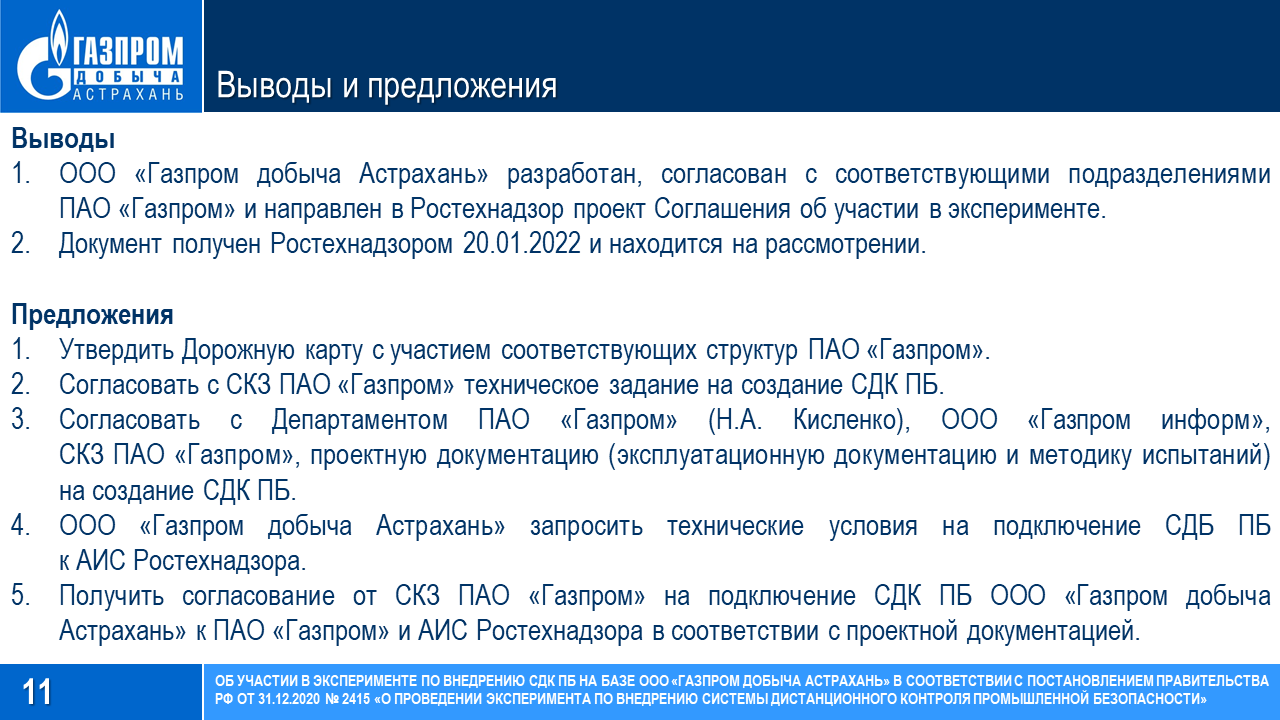 ГАЗПРОМ
ДОБЫЧА
АСТРАХАНЬ
Выводы и предложения
Выводы
1. ООО «Газпром добыча Астрахань» разработан, согласован с соответствующими подразделениями
ПАО «Газпром» и направлен в Ростехнадзор проект Соглашения об участии в эксперименте.
2. Документ получен Ростехнадзором 20.01.2022 и находится на рассмотрении.
Предложения
1. Утвердить Дорожную карту с участием соответствующих структур ПАО «Газпром».
2. Согласовать с СКЗ ПАО «Газпром» техническое задание на создание СДК ПБ.
3. Согласовать с Департаментом ПАО «Газпром» (Н.А. Кисленко), ООО «Газпром информ»,
СКЗ ПАО «Газпром», проектную документацию (эксплуатационную документацию и методику испытаний)
на создание СДК ПБ.
4. ООО «Газпром добыча Астрахань» запросить технические условия на подключение СДБ ПБ
к АИС Ростехнадзора.
5. Получить согласование от СКЗ ПАО «Газпром» на подключение СДК ПБ ООО «Газпром добыча
Астрахань» к ПАО «Газпром» и АИС Ростехнадзора в соответствии с проектной документацией.
11
ОБ УЧАСТИИ В ЭКСПЕРИМЕНТЕ ПО ВНЕДРЕНИЮ СДК ПБ НА БАЗЕ ООО «ГАЗПРОМ ДОБЫЧА АСТРАХАНЬ» В СООТВЕТСТВИИ С ПОСТАНОВЛЕНИЕМ ПРАВИТЕЛЬСТВА
РФ ОТ 31.12.2020 № 2415 «О ПРОВЕДЕНИИ ЭКСПЕРИМЕНТА ПО ВНЕДРЕНИЮ СИСТЕМЫ ДИСТАНЦИОННОГО КОНТРОЛЯ ПРОМЫШЛЕННОЙ БЕЗОПАСНОСТИ»